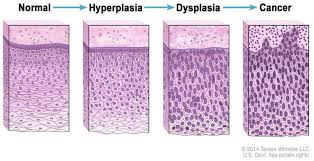 Normal → Hyperplasia → Dysplasia → Cancer
© 2014 Terese Winslow LLC
U.S. Govt. has certain rights